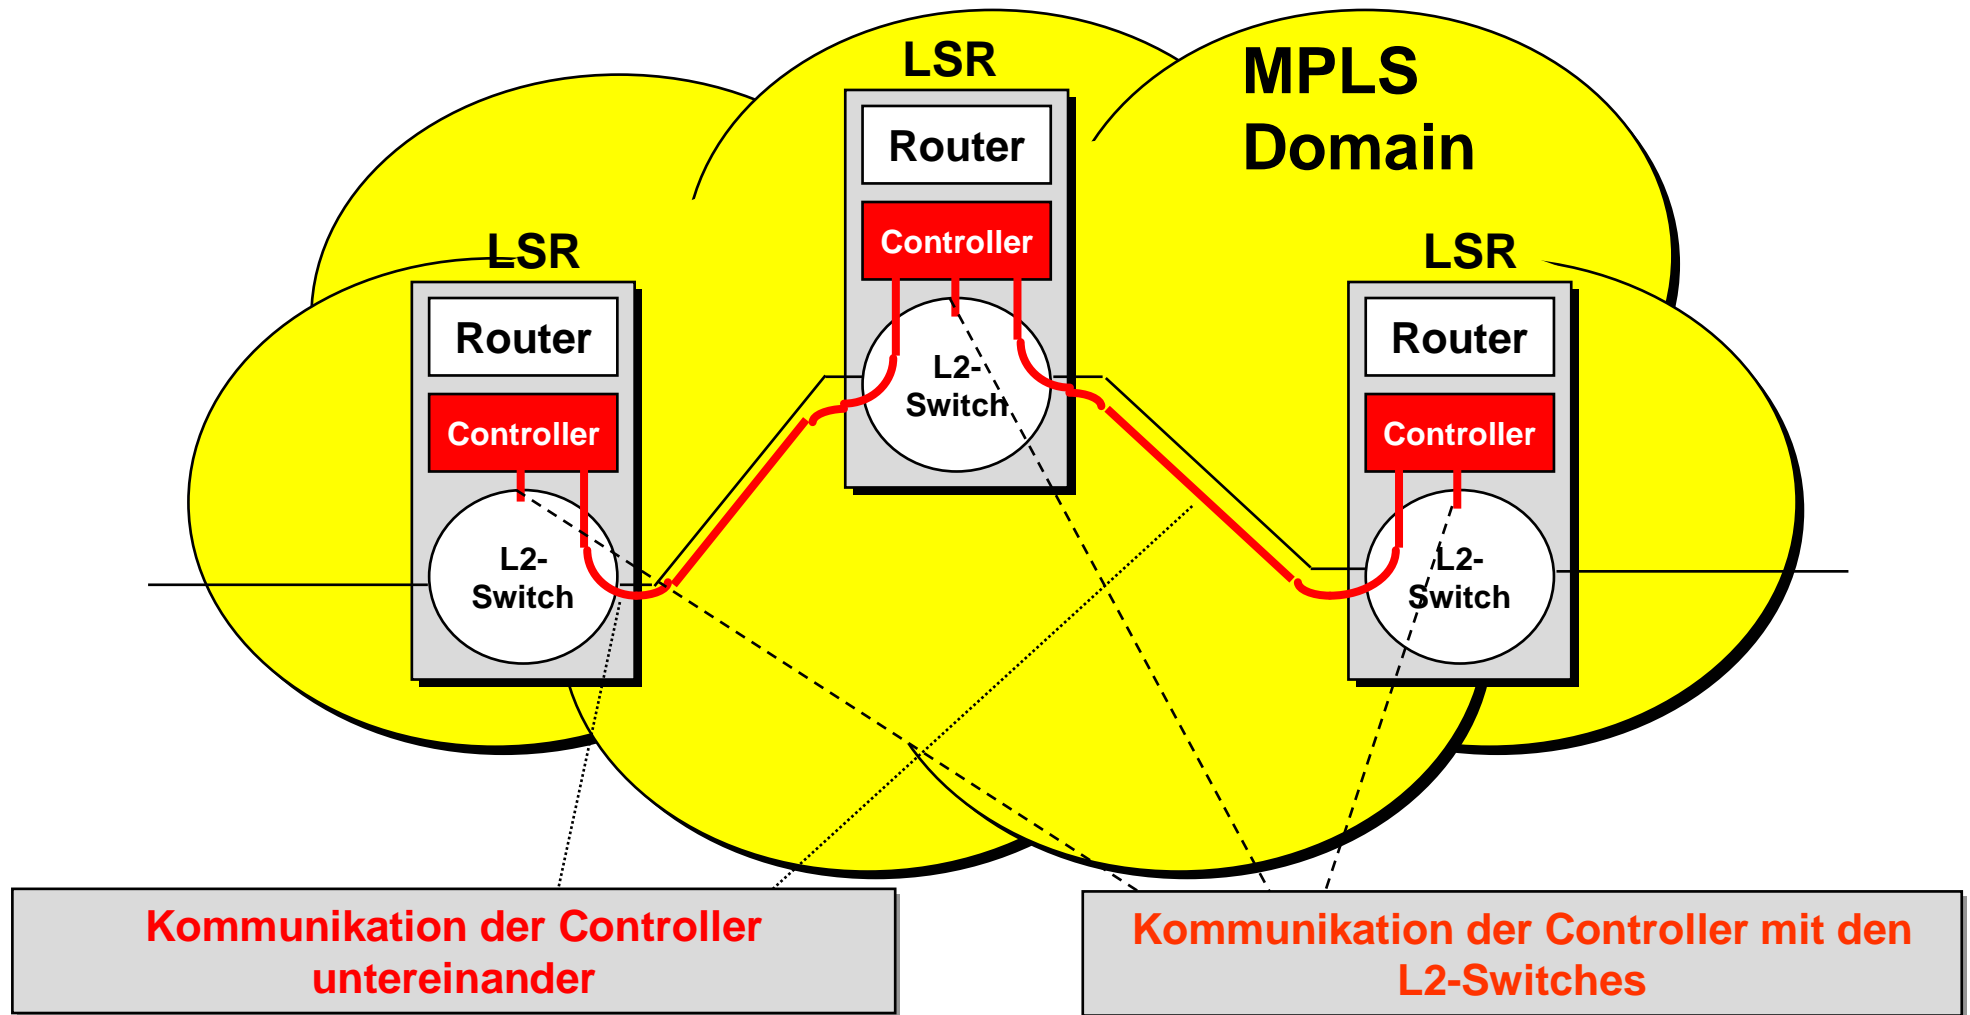 MPLS
Domain
LSR
Router
Controller
L2-
Switch
LSR
Router
Controller
L2-
Switch
LSR
Router
Controller
L2-
Switch
Kommunikation der Controller
untereinander
Kommunikation der Controller mit den
L2-Switches